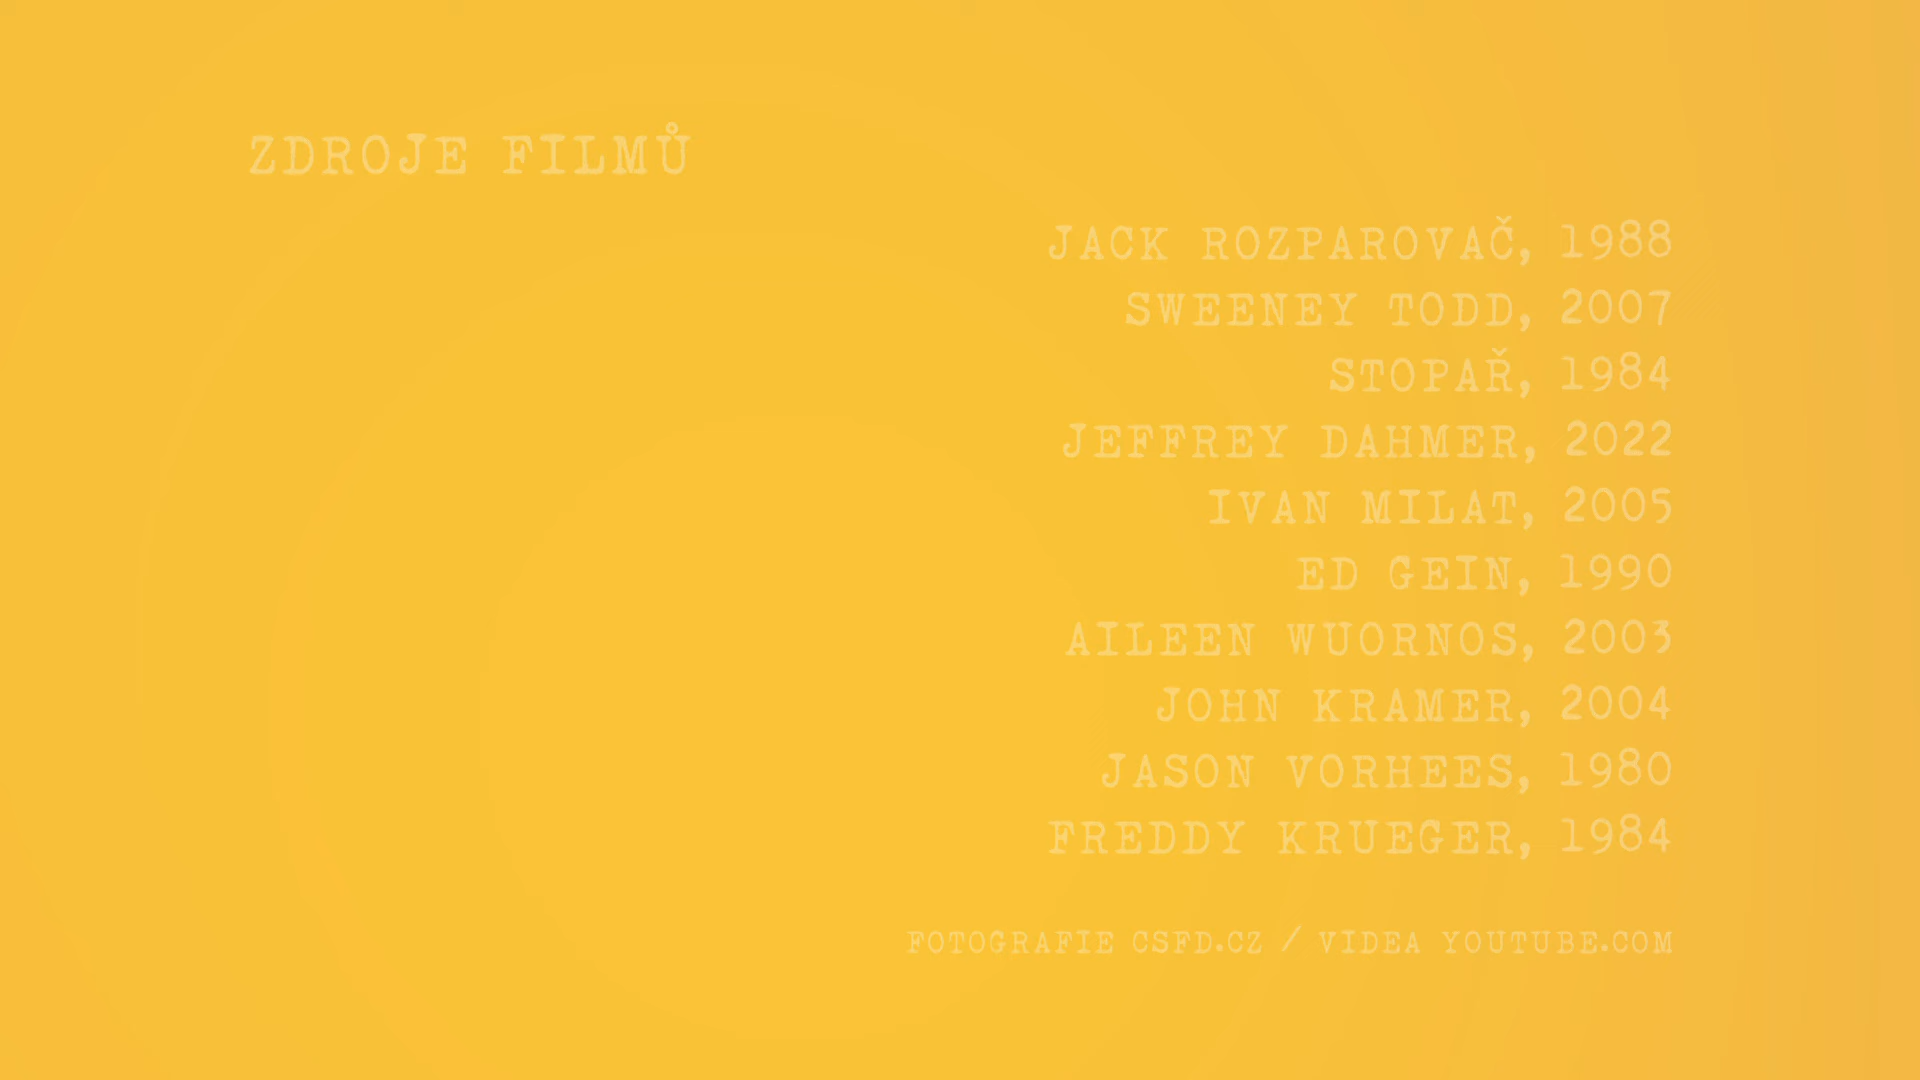 ZDROJE FILMŮ
JACK ROZPAROVAČ, 1988
SWEENEY TODD, 2007
STOPAŘ, 1984
JEFFREY DAHMER, 2022
IVAN MILAT, 2005
ED GEIN, 1990
AILEEN WUORNOS, 2003
JOHN KRAMER, 2004
JASON VORHEES, 1980
FREDDY KRUEGER, 1984
FOTOGRAFIE CSFD.CZ / VIDEA YOUTUBE.COM